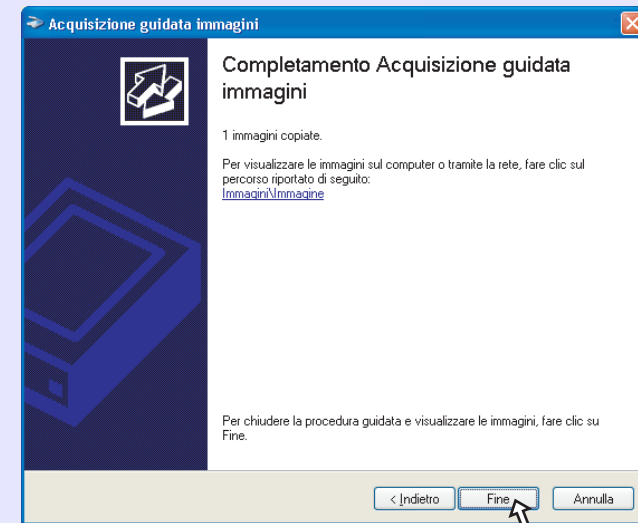 Acquisizione guidata immagini
Completamento Acquisizione guidata
immagini
1 immagini copiate.
Per visualizzare le immagini sul computer o tramite la rete, fare clic sul
percorso riportato di seguito:
Immagini\Immagine
Per chiudere la procedura guidata e visualizzare le immagini, fare clic su
Fine.
< Indietro Fine Annulla